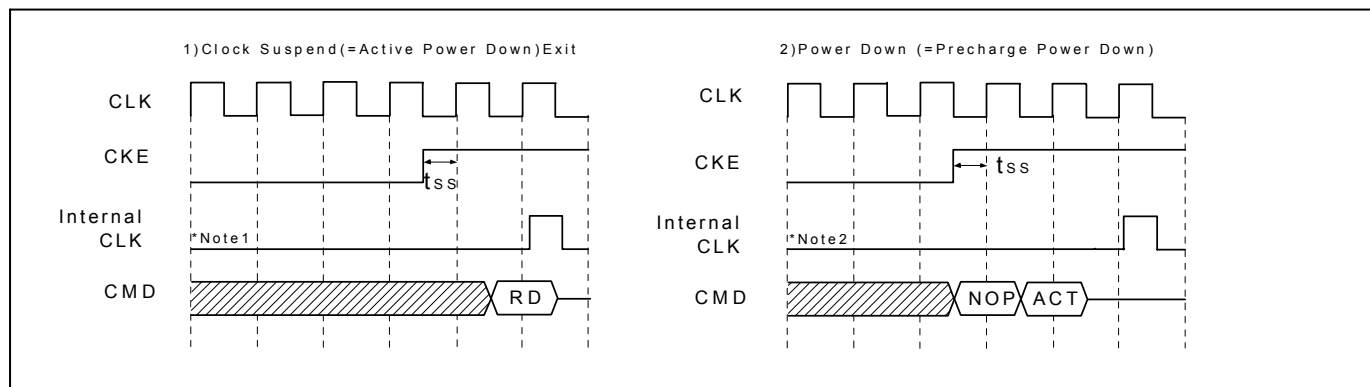 1)Clock Suspend(=Active Power Down)Exit
CLK
CKE
tss
Internal
CLK
*Note1
CMD
RD
2)Power Down (=Precharge Power Down)
CLK
CKE
tss
Internal
CLK
*Note2
CMD
NOP
ACT